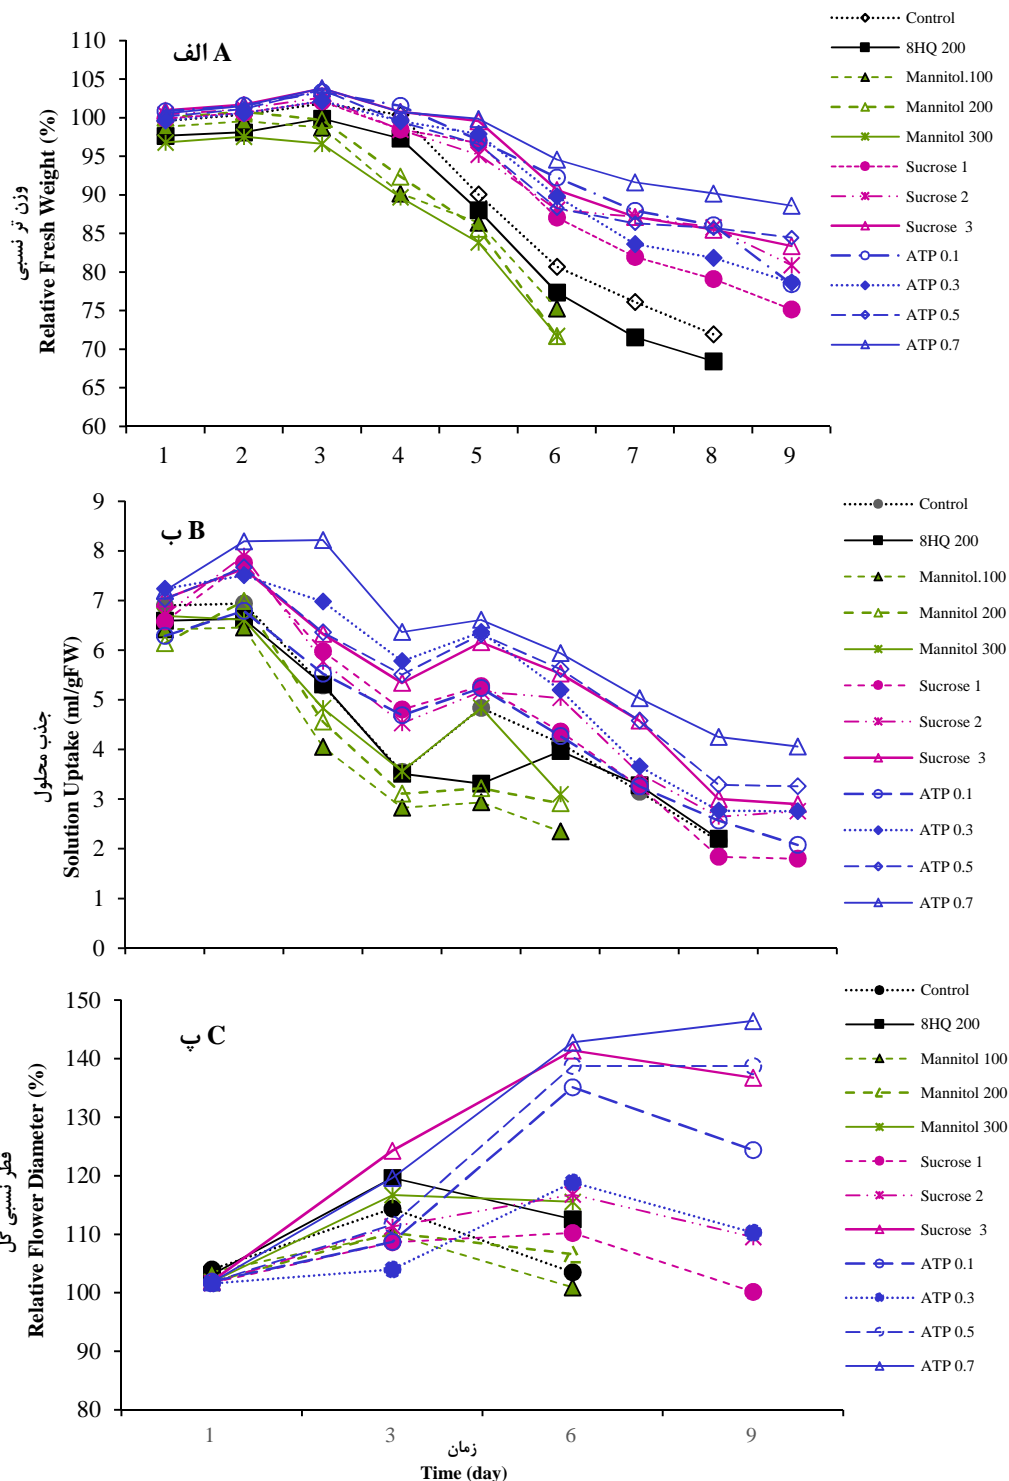 A الف
وزن تر نسبی
Relative Fresh Weight (%)
110
105
100
95
90
85
80
75
70
65
60
1 2 3 4 5 6 7 8 9
Control
8HQ 200
Mannitol.100
Mannitol 200
Mannitol 300
Sucrose 1
Sucrose 2
Sucrose 3
ATP 0.1
ATP 0.3
ATP 0.5
ATP 0.7
B ب
جذب محلول
Solution Uptake (ml/gFW)
9
8
7
6
5
4
3
2
1
0
Control
8HQ 200
Mannitol.100
Mannitol 200
Mannitol 300
Sucrose 1
Sucrose 2
Sucrose 3
ATP 0.1
ATP 0.3
ATP 0.5
ATP 0.7
C پ
قطر نسبی گل
Relative Flower Diameter (%)
150
140
130
120
110
100
90
80
1 3 6 9
زمان
Time (day)
Control
8HQ 200
Mannitol 100
Mannitol 200
Mannitol 300
Sucrose 1
Sucrose 2
Sucrose 3
ATP 0.1
ATP 0.3
ATP 0.5
ATP 0.7